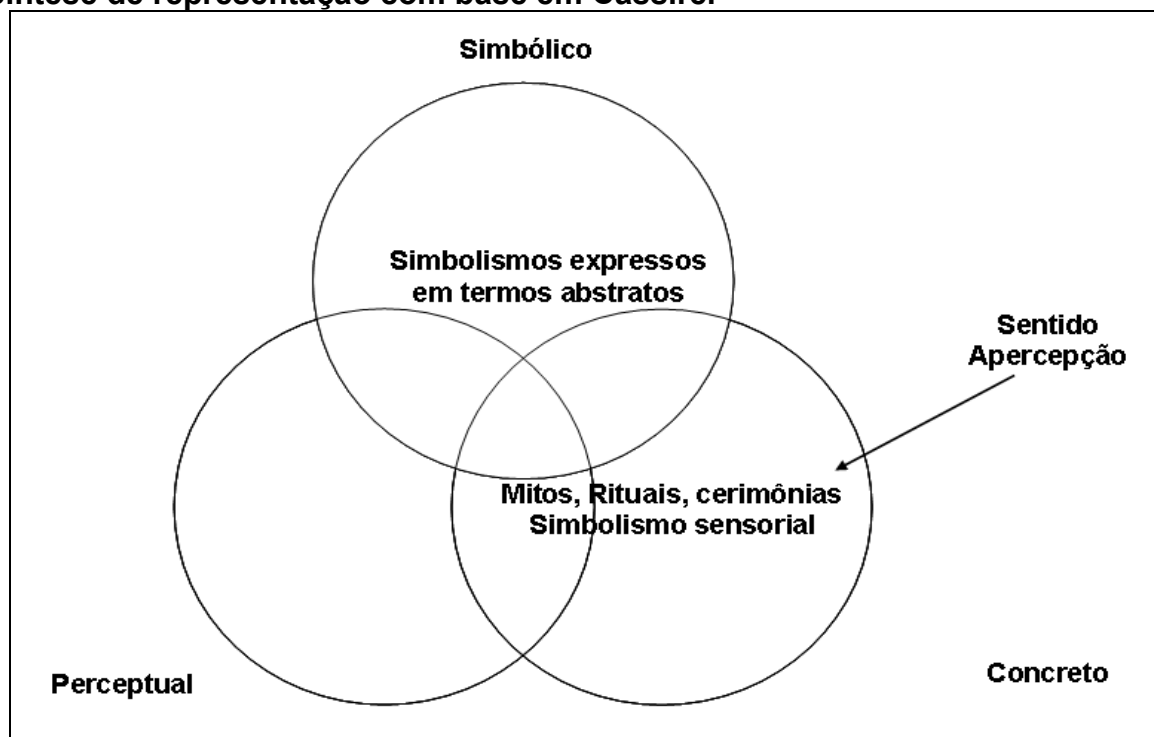 síntese de representação com base em Cassirer
Simbólico
Simbolismos expressos
em termos abstratos
Sentido
Apercepção
Mitos, Rituais, cerimônias
Simbolismo sensorial
Perceptual
Concreto